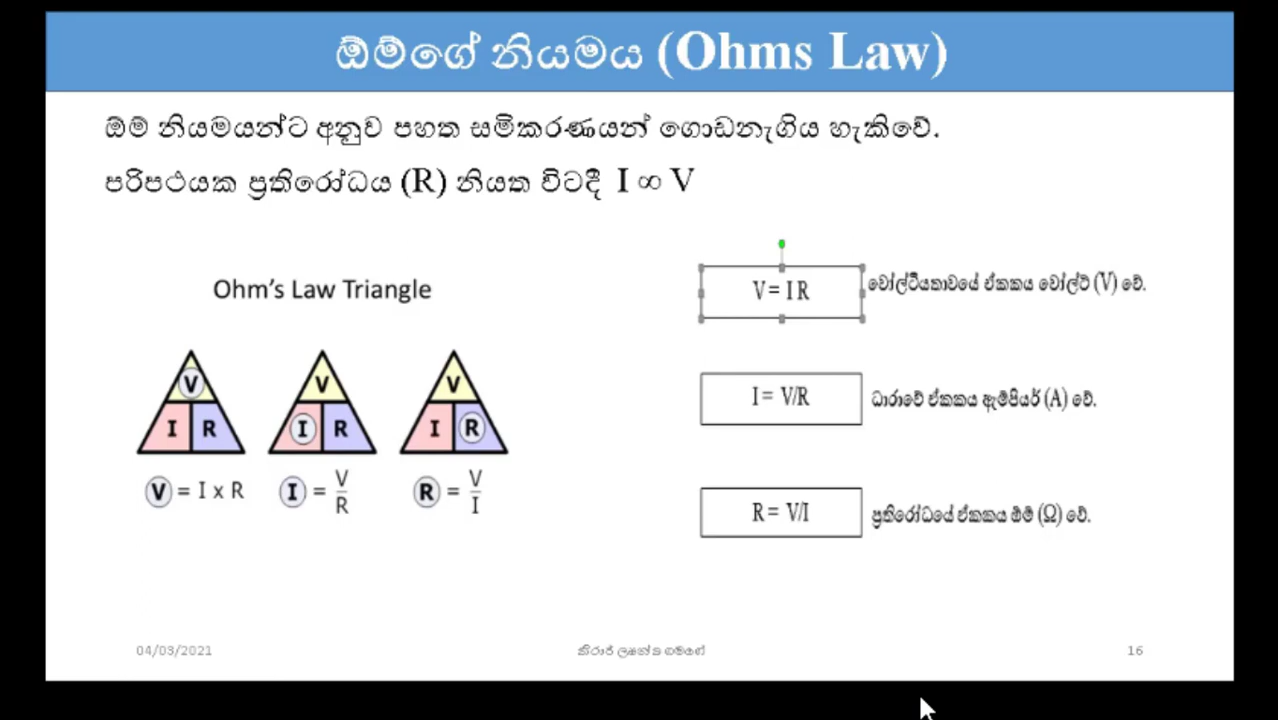 ඕම්ගේ නියමය (Ohms Law)
ඕම් නියමයන්ට අනුව පහත සමිකරණයන් ගොඩනැගිය හැකිවේ.
පරිපථයක ප්‍රතිරෝධය (R) නියත විටදී I ∞ V
Ohm's Law Triangle
V V V
I R I R I R
V = I x R
I = V/R
R = V/I
V = I R
වෝල්ටීයතාවයේ ඒකකය වෝල්ට් (V) වේ.
I = V/R
ධාරාවේ ඒකකය ඇම්පියර් (A) වේ.
R = V/I
ප්‍රතිරෝධයේ ඒකකය ඕම් (Ω) වේ.
04/03/2021
16